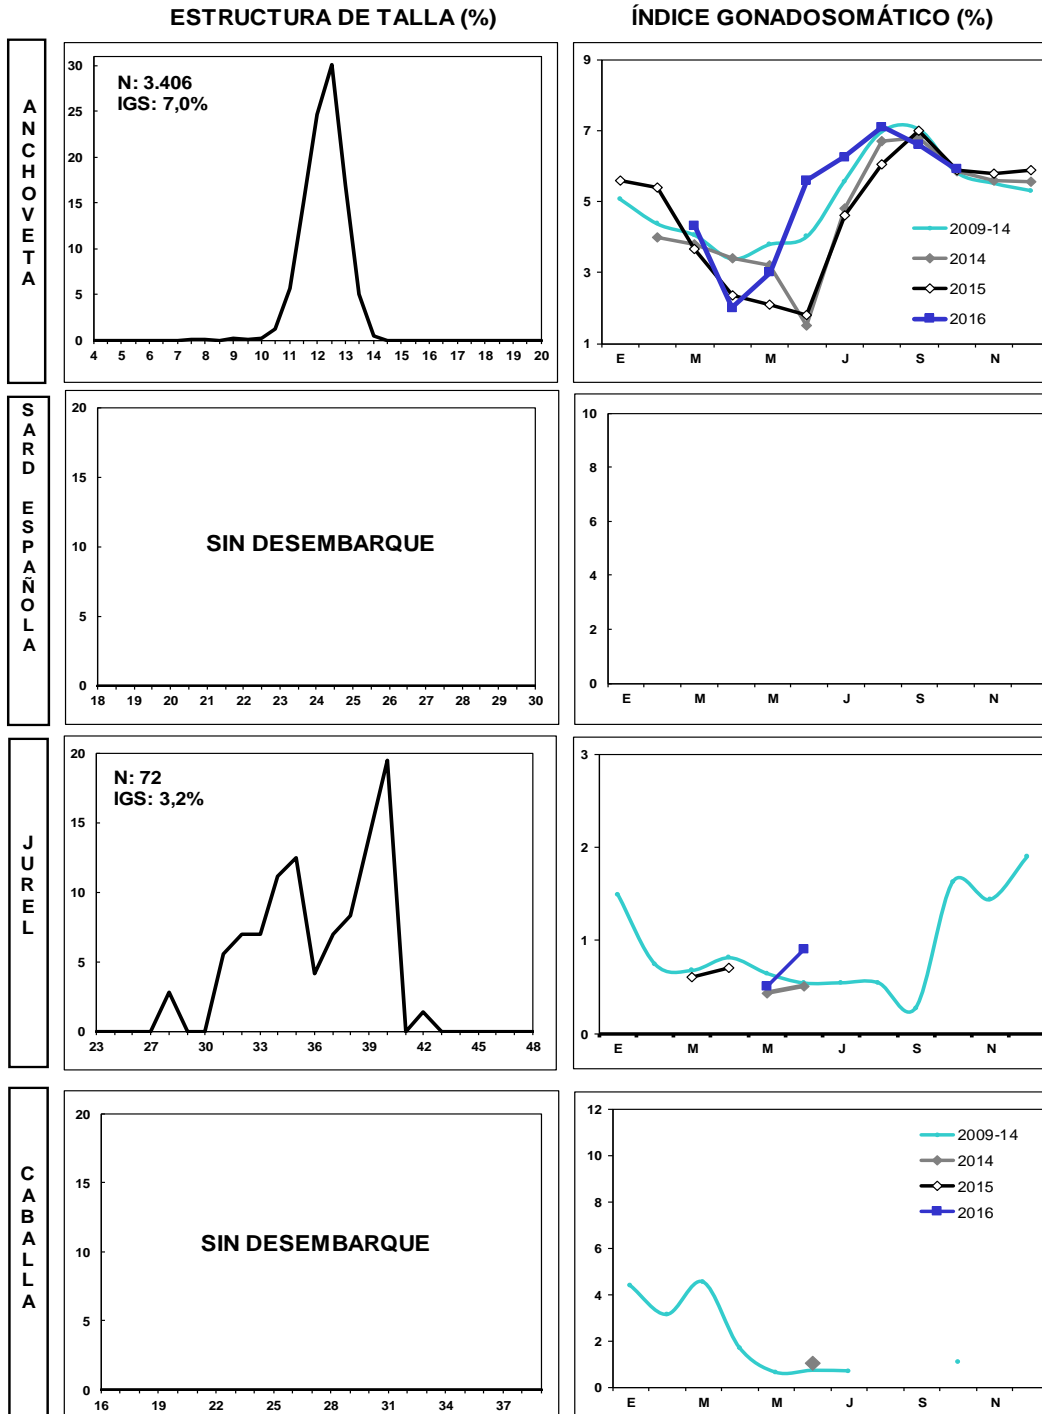 ESTRUCTURA DE TALLA (%)
ÍNDICE GONADOSOMÁTICO (%)
ANCHOVETA
N: 3.406
IGS: 7,0%
30
25
20
15
10
5
0
4 5 6 7 8 9 10 11 12 13 14 15 16 17 18 19 20
9
7
5
3
1
E M M J S N
2009-14
2014
2015
2016
SARD ESPAÑOLA
20
15
10
5
0
SIN DESEMBARQUE
18 19 20 21 22 23 24 25 26 27 28 29 30
10
8
6
4
2
0
E M M J S N
JUREL
N: 72
IGS: 3,2%
20
15
10
5
0
23 27 30 33 36 39 42 45 48
3
2
1
0
E M M J S N
CABALLA
20
15
10
5
0
SIN DESEMBARQUE
16 19 22 25 28 31 34 37
12
10
8
6
4
2
0
2009-14
2014
2015
2016
E M M J S N